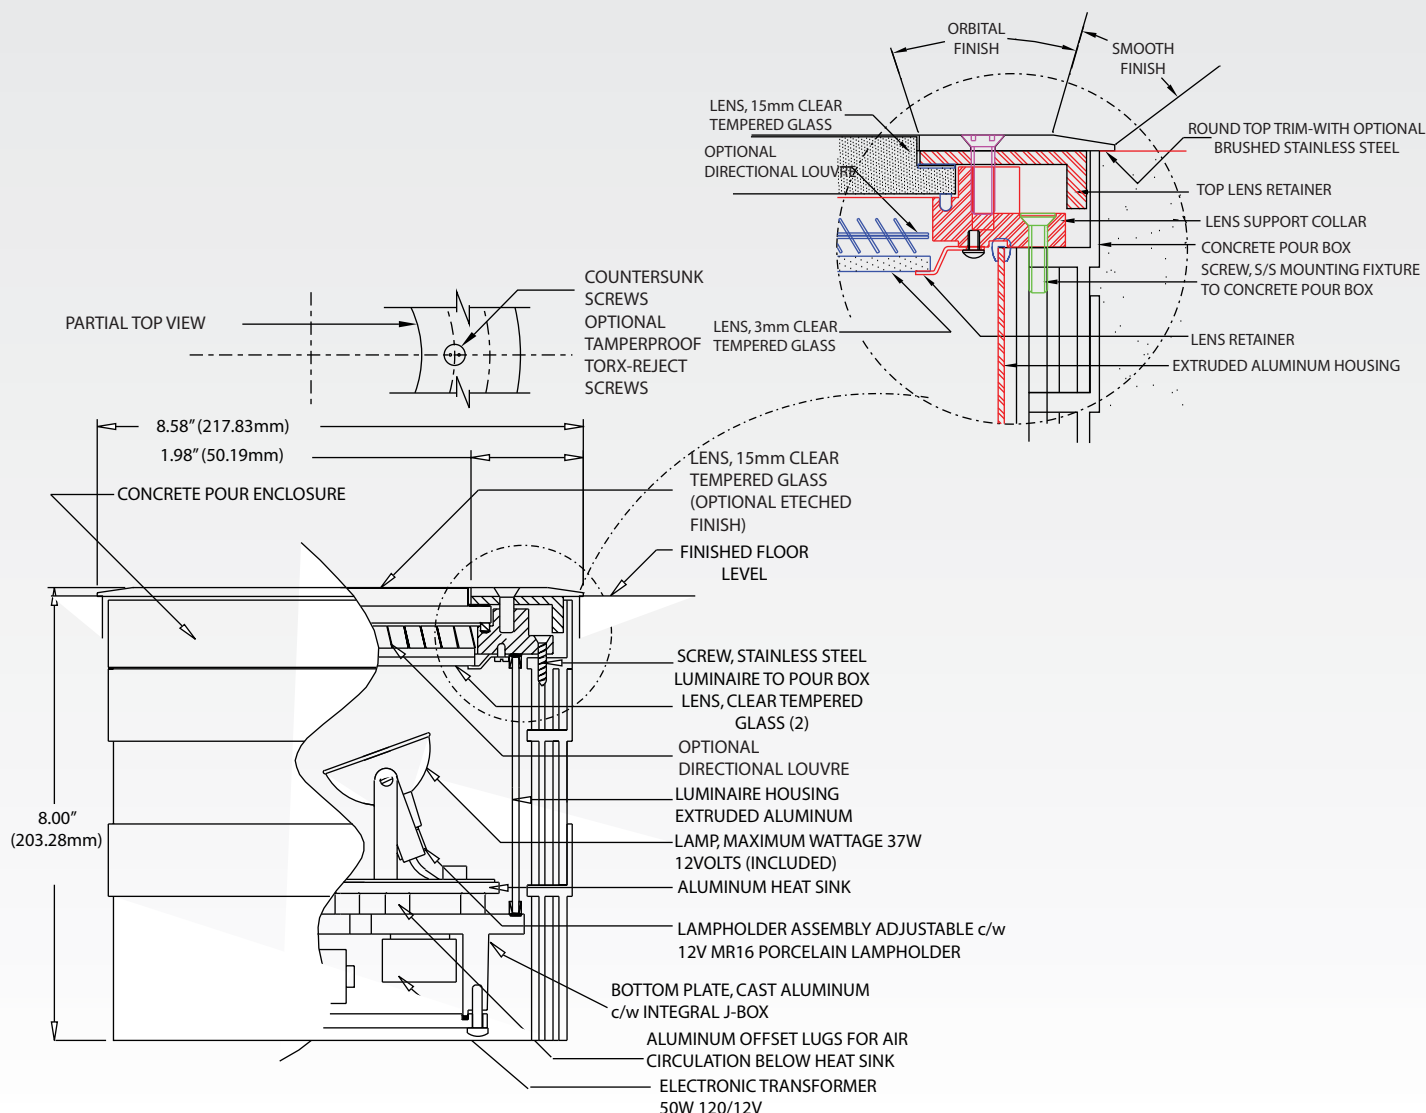 ORBITAL
FINISH
SMOOTH
FINISH
LENS, 15mm CLEAR
TEMPERED GLASS
OPTIONAL
DIRECTIONAL LOUVRE
ROUND TOP TRIM-WITH OPTIONAL
BRUSHED STAINLESS STEEL
TOP LENS RETAINER
LENS SUPPORT COLLAR
CONCRETE POUR BOX
SCREW, S/S MOUNTING FIXTURE
TO CONCRETE POUR BOX
LENS, 3mm CLEAR
TEMPERED GLASS
LENS RETAINER
EXTRUDED ALUMINUM HOUSING
PARTIAL TOP VIEW
COUNTERSUNK
SCREWS
OPTIONAL
TAMPERPROOF
TORX-REJECT
SCREWS
8.58” (217.83mm)
1.98” (50.19mm)
CONCRETE POUR ENCLOSURE
LENS, 15mm CLEAR
TEMPERED GLASS
(OPTIONAL ETECHED
FINISH)
FINISHED FLOOR
LEVEL
SCREW, STAINLESS STEEL
LUMINAIRE TO POUR BOX
LENS, CLEAR TEMPERED
GLASS (2)
OPTIONAL
DIRECTIONAL LOUVRE
LUMINAIRE HOUSING
EXTRUDED ALUMINUM
8.00”
(203.28mm)
LAMP, MAXIMUM WATTAGE 37W
12VOLTS (INCLUDED)
ALUMINUM HEAT SINK
LAMPHOLDER ASSEMBLY ADJUSTABLE c/w
12V MR16 PORCELAIN LAMPHOLDER
BOTTOM PLATE, CAST ALUMINUM
c/w INTEGRAL J-BOX
ALUMINUM OFFSET LUGS FOR AIR
CIRCULATION BELOW HEAT SINK
ELECTRONIC TRANSFORMER
50W 120/12V